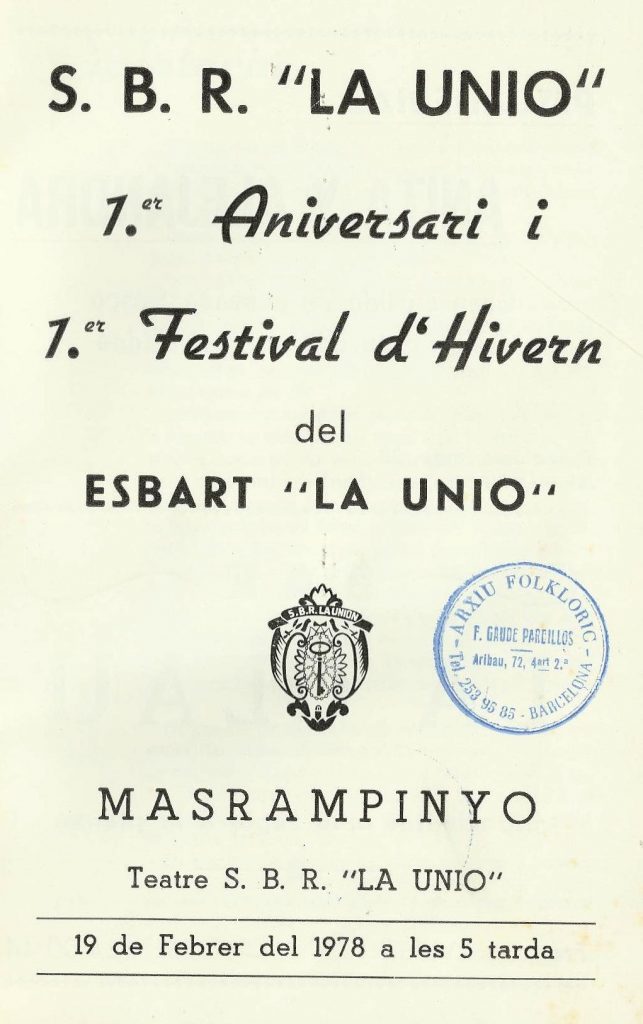 S. B. R. "LA UNIO"
1.er Aniversari i
1.er Festival d'Hivern
del
ESBART "LA UNIO"
S.B.R. LA UNION
ARXIU FOLKLORIC
F. GAUDE PARCILLOS
Aribau, 72, 4art 2.ª
Tel. 253 95 85 - BARCELONA -
MASRAMPINYO
Teatre S. B. R. "LA UNIO"
19 de Febrer del 1978 a les 5 tarda